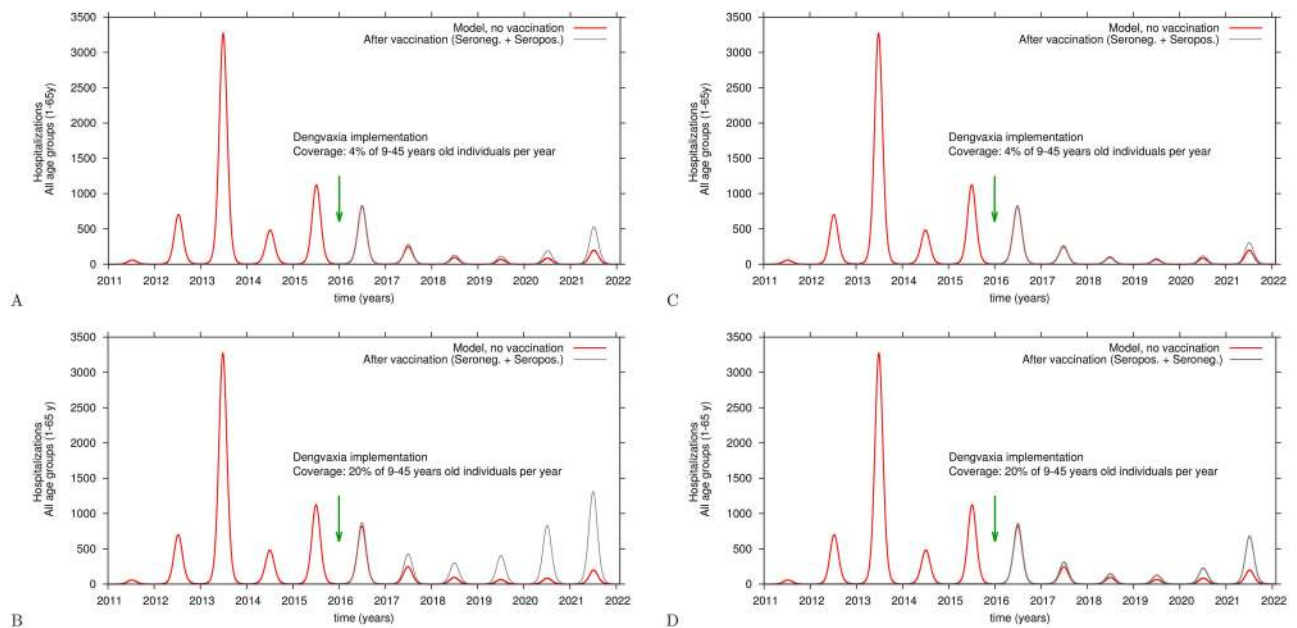 3500
3000
2500
2000
1500
1000
500
0
Hospitalizations
All age groups (1-65y)
Model, no vaccination
After vaccination (Seroneg. + Seropos.)
Dengvaxia implementation
Coverage: 4% of 9-45 years old individuals per year
2011 2012 2013 2014 2015 2016 2017 2018 2019 2020 2021 2022
time (years)
A
3500
3000
2500
2000
1500
1000
500
0
Hospitalizations
All age groups (1-65y)
Model, no vaccination
After vaccination (Seroneg. + Seropos.)
Dengvaxia implementation
Coverage: 4% of 9-45 years old individuals per year
2011 2012 2013 2014 2015 2016 2017 2018 2019 2020 2021 2022
time (years)
C
3500
3000
2500
2000
1500
1000
500
0
Hospitalizations
All age groups (1-65 y)
Model, no vaccination
After vaccination (Seroneg. + Seropos.)
Dengvaxia implementation
Coverage: 20% of 9-45 years old individuals per year
2011 2012 2013 2014 2015 2016 2017 2018 2019 2020 2021 2022
time (years)
B
3500
3000
2500
2000
1500
1000
500
0
Hospitalizations
All age groups (1-65 y)
Model, no vaccination
After vaccination (Seropos. + Seroneg.)
Dengvaxia implementation
Coverage: 20% of 9-45 years old individuals per year
2011 2012 2013 2014 2015 2016 2017 2018 2019 2020 2021 2022
time (years)
D